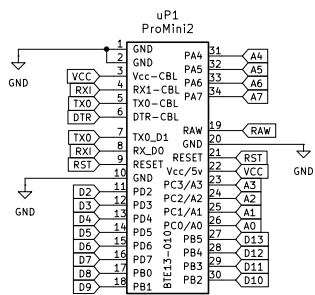 uP1
ProMini2
1 GND
2 GND
GND
VCC 3 Vcc-CBL
RXI 4 RX1-CBL
TXO 5 TXO-CBL
DTR 6 DTR-CBL
TXO 7 TXO_D1
RXI 8 RX_D0
RST 9 RESET
10 GND
GND
D2 11 PD2
D3 12 PD3
D4 13 PD4
D5 14 PD5
D6 15 PD6
D7 16 PD7
D8 17 PB0
D9 18 PB1
BTE13-010
PA4 31 A4
PA5 32 A5
PA6 33 A6
PA7 34 A7
RAW 19 RAW
GND 20
GND
RESET 21 RST
Vcc/5v 22 VCC
PC3/A3 23 A3
PC2/A2 24 A2
PC1/A1 25 A1
PC0/A0 26 A0
PB5 27 D13
PB4 28 D12
PB3 29 D11
PB2 30 D10